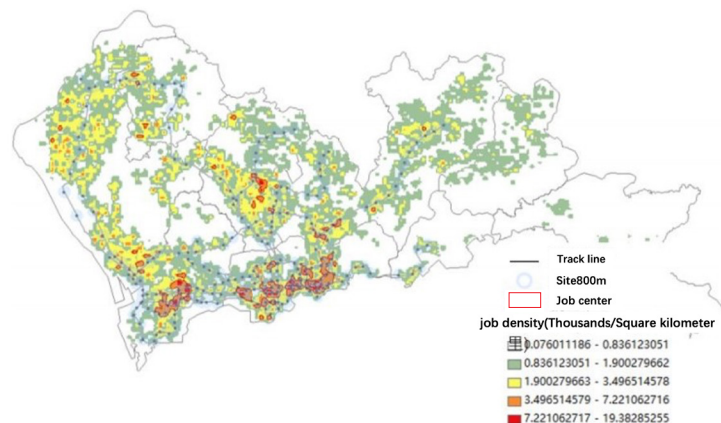 Track line
Site800m
Job center
job density(Thousands/Square kilometer
里)0.076011186 - 0.836123051
0.836123051 - 1.900279662
1.900279663 - 3.496514578
3.496514579 - 7.221062716
7.221062717 - 19.38285255